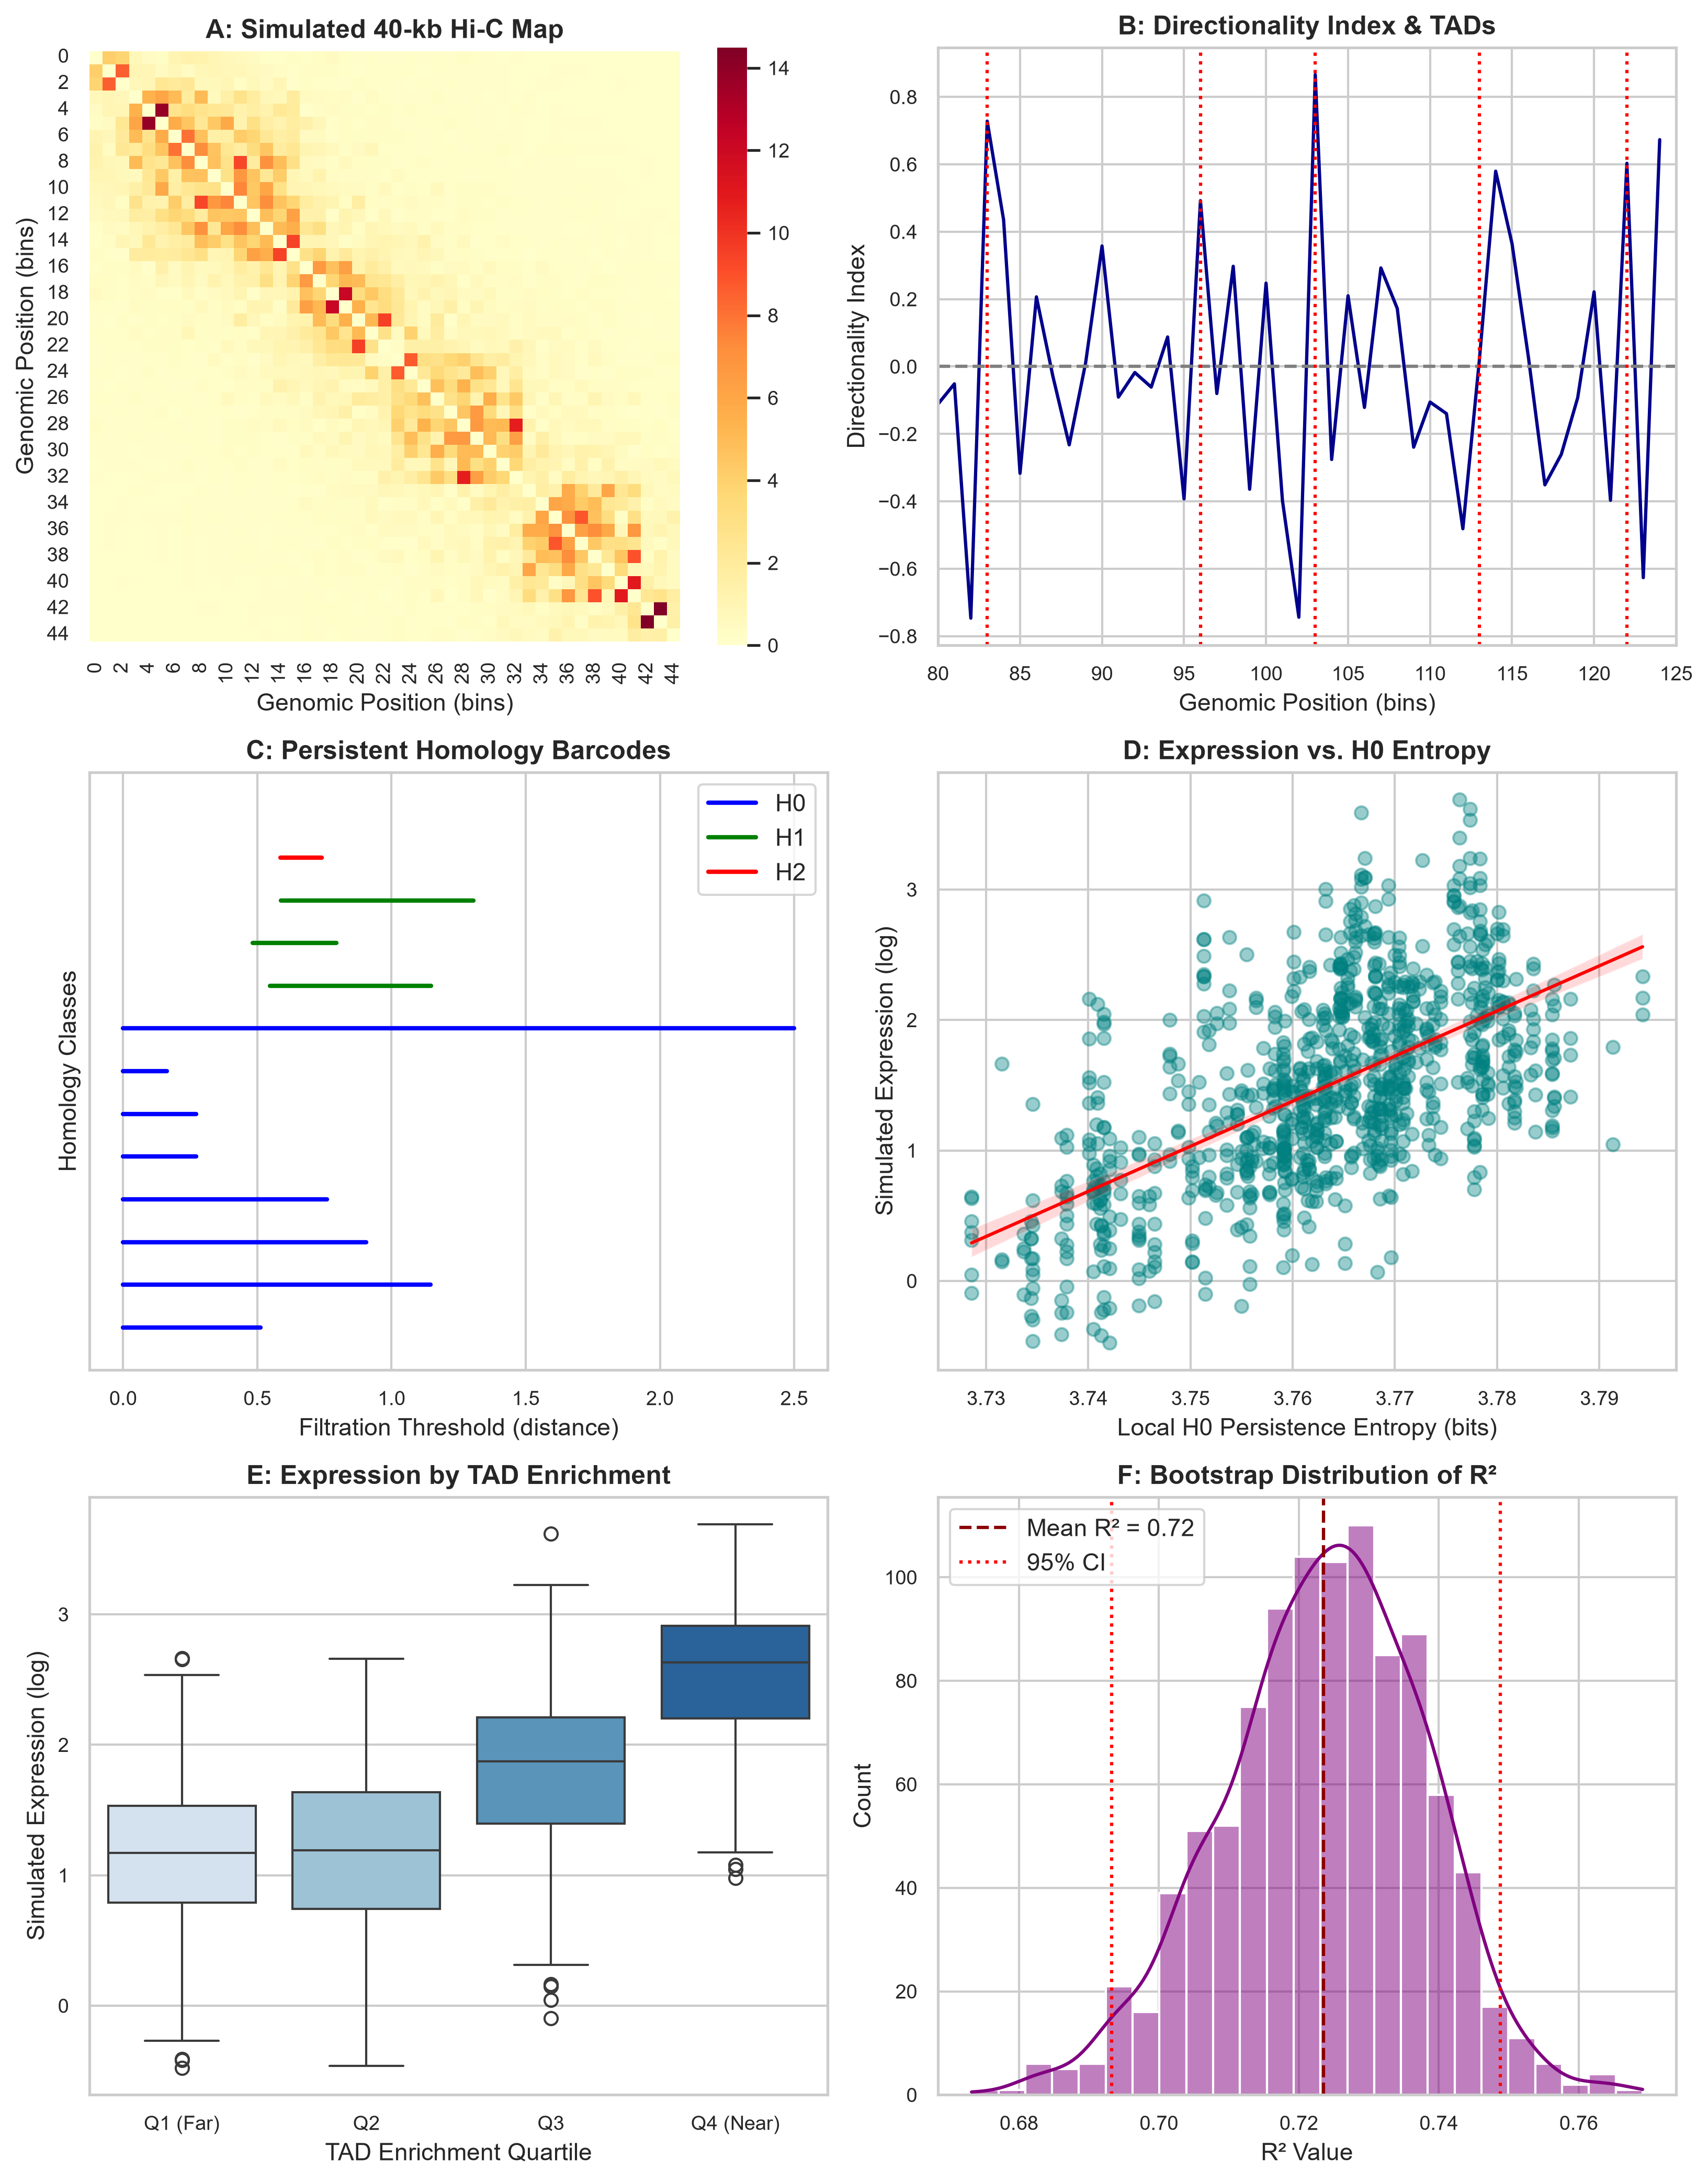 A: Simulated 40-kb Hi-C Map
Genomic Position (bins)
0
2
4
6
8
10
12
14
16
18
20
22
24
26
28
30
32
34
36
38
40
42
44
0 2 4 6 8 10 12 14 16 18 20 22 24 26 28 30 32 34 36 38 40 42 44
Genomic Position (bins)
14
12
10
8
6
4
2
0
B: Directionality Index & TADs
Directionality Index
0.8
0.6
0.4
0.2
0.0
−0.2
−0.4
−0.6
−0.8
80 85 90 95 100 105 110 115 120 125
Genomic Position (bins)
C: Persistent Homology Barcodes
Homology Classes
H0
H1
H2
0.0 0.5 1.0 1.5 2.0 2.5
Filtration Threshold (distance)
D: Expression vs. H0 Entropy
Simulated Expression (log)
3
2
1
0
3.73 3.74 3.75 3.76 3.77 3.78 3.79
Local H0 Persistence Entropy (bits)
E: Expression by TAD Enrichment
Simulated Expression (log)
3
2
1
0
Q1 (Far) Q2 Q3 Q4 (Near)
TAD Enrichment Quartile
F: Bootstrap Distribution of R²
Mean R² = 0.72
95% CI
Count
100
80
60
40
20
0
0.68 0.70 0.72 0.74 0.76
R² Value